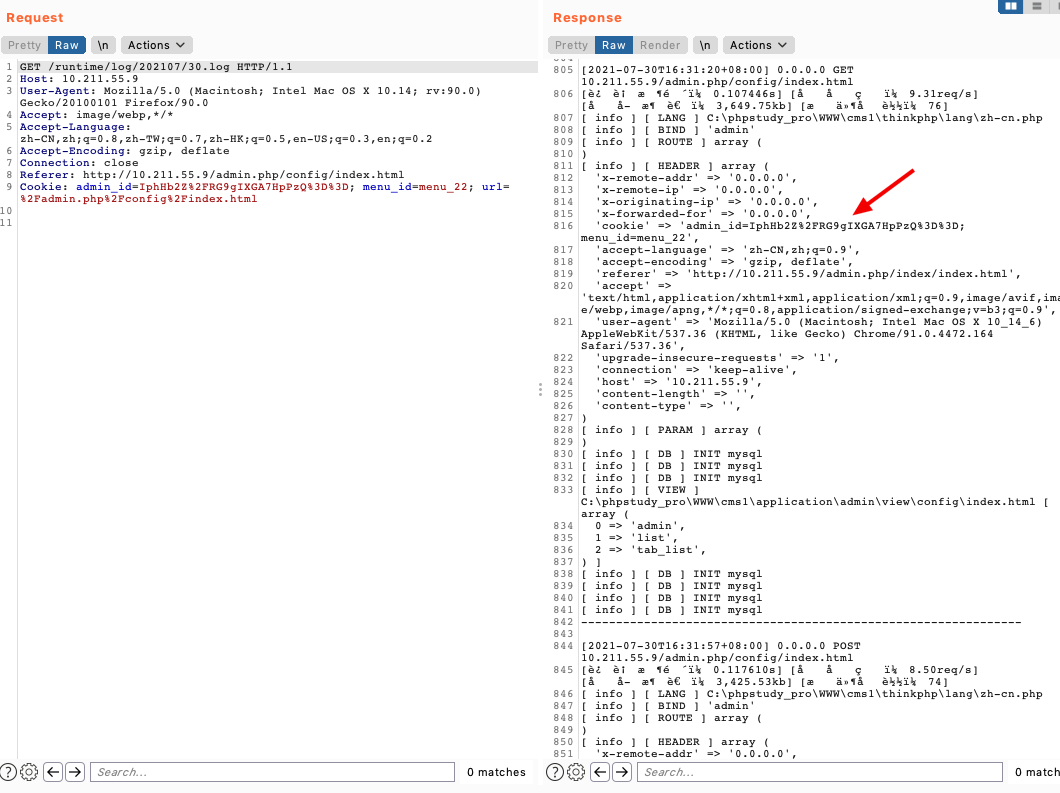 Request
Pretty Raw \n Actions
1 GET /runtime/log/202107/30.log HTTP/1.1
2 Host: 10.211.55.9
3 User-Agent: Mozilla/5.0 (Macintosh; Intel Mac OS X 10.14; rv:90.0)
Gecko/20100101 Firefox/90.0
4 Accept: image/webp,*/*
5 Accept-Language:
zh-CN,zh;q=0.8,zh-TW;q=0.7,zh-HK;q=0.5,en-US;q=0.3,en;q=0.2
6 Accept-Encoding: gzip, deflate
7 Connection: close
8 Referer: http://10.211.55.9/admin.php/config/index.html
9 Cookie: admin_id=IphHb2Z%2FRG9gIXGA7HpPzQ%3D%3D; menu_id=menu_22; url=
%2Fadmin.php%2Fconfig%2Findex.html
10
11
Search...
0 matches
Response
Pretty Raw Render \n Actions
805 [2021-07-30T16:31:20+08:00] 0.0.0.0 GET
10.211.55.9/admin.php/config/index.html
806 0.107446s] 9.31req/s]
3,649.75kb] 76]
807 [ info ] [ LANG ] C:\phpstudy_pro\WWW\cms1\thinkphp\lang\zh-cn.php
808 [ info ] [ BIND ] 'admin'
809 [ info ] [ ROUTE ] array (
810 )
811 [ info ] [ HEADER ] array (
812 'x-remote-addr' => '0.0.0.0',
813 'x-remote-ip' => '0.0.0.0',
814 'x-originating-ip' => '0.0.0.0',
815 'x-forwarded-for' => '0.0.0.0',
816 'cookie' => 'admin_id=IphHb2Z%2FRG9gIXGA7HpPzQ%3D%3D;
menu_id=menu_22',
817 'accept-language' => 'zh-CN,zh;q=0.9',
818 'accept-encoding' => 'gzip, deflate',
819 'referer' => 'http://10.211.55.9/admin.php/index/index.html',
820 'accept' =>
'text/html,application/xhtml+xml,application/xml;q=0.9,image/avif,ima
e/webp,image/apng,*/*;q=0.8,application/signed-exchange;v=b3;q=0.9',
821 'user-agent' => 'Mozilla/5.0 (Macintosh; Intel Mac OS X 10_14_6)
AppleWebKit/537.36 (KHTML, like Gecko) Chrome/91.0.4472.164
Safari/537.36',
822 'upgrade-insecure-requests' => '1',
823 'connection' => 'keep-alive',
824 'host' => '10.211.55.9',
825 'content-length' => '',
826 'content-type' => '',
827 )
828 [ info ] [ PARAM ] array (
829 )
830 [ info ] [ DB ] INIT mysql
831 [ info ] [ DB ] INIT mysql
832 [ info ] [ DB ] INIT mysql
833 [ info ] [ VIEW ]
C:\phpstudy_pro\WWW\cms1\application\admin\view\config\index.html [
array (
834 0 => 'admin',
835 1 => 'list',
836 2 => 'tab_list',
837 ) ]
838 [ info ] [ DB ] INIT mysql
839 [ info ] [ DB ] INIT mysql
840 [ info ] [ DB ] INIT mysql
841 [ info ] [ DB ] INIT mysql
842 ---------------------------------------------------------------
843
844 [2021-07-30T16:31:57+08:00] 0.0.0.0 POST
10.211.55.9/admin.php/config/index.html
845 0.117610s] 8.50req/s]
3,425.53kb] 74]
846 [ info ] [ LANG ] C:\phpstudy_pro\WWW\cms1\thinkphp\lang\zh-cn.php
847 [ info ] [ BIND ] 'admin'
848 [ info ] [ ROUTE ] array (
849 )
850 [ info ] [ HEADER ] array (
851 'x-remote-addr' => '0.0.0.0',
Search...
0 match